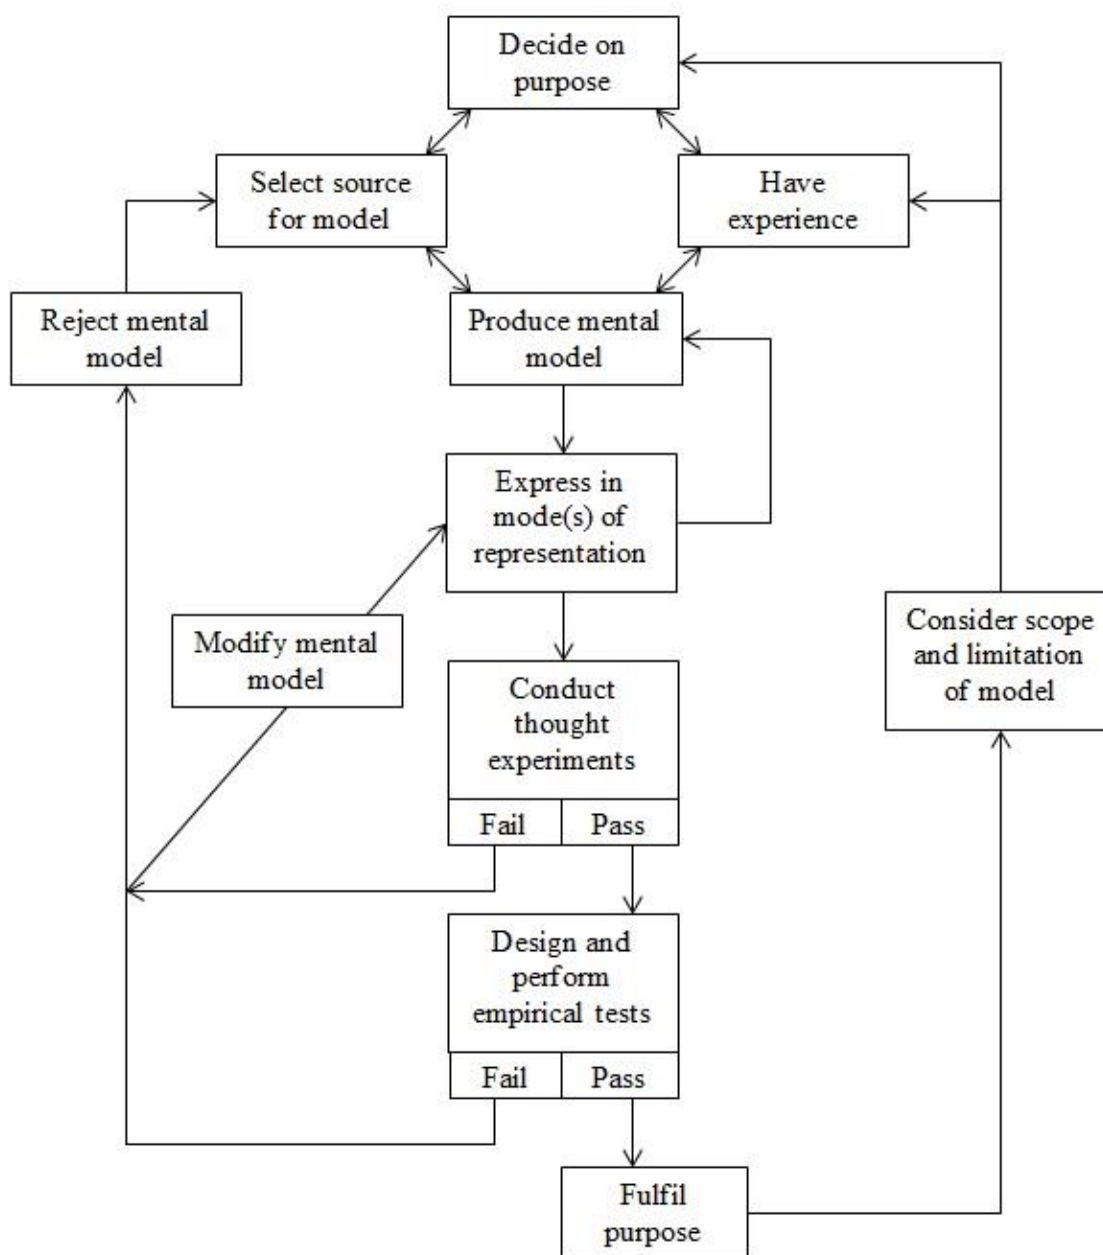 Decide on
purpose
Select source
for model
Have
experience
Reject mental
model
Produce mental
model
Express in
mode(s) of
representation
Modify mental
model
Consider scope
and limitation
of model
Conduct
thought
experiments
Fail
Pass
Design and
perform
empirical tests
Fail
Pass
Fulfil
purpose